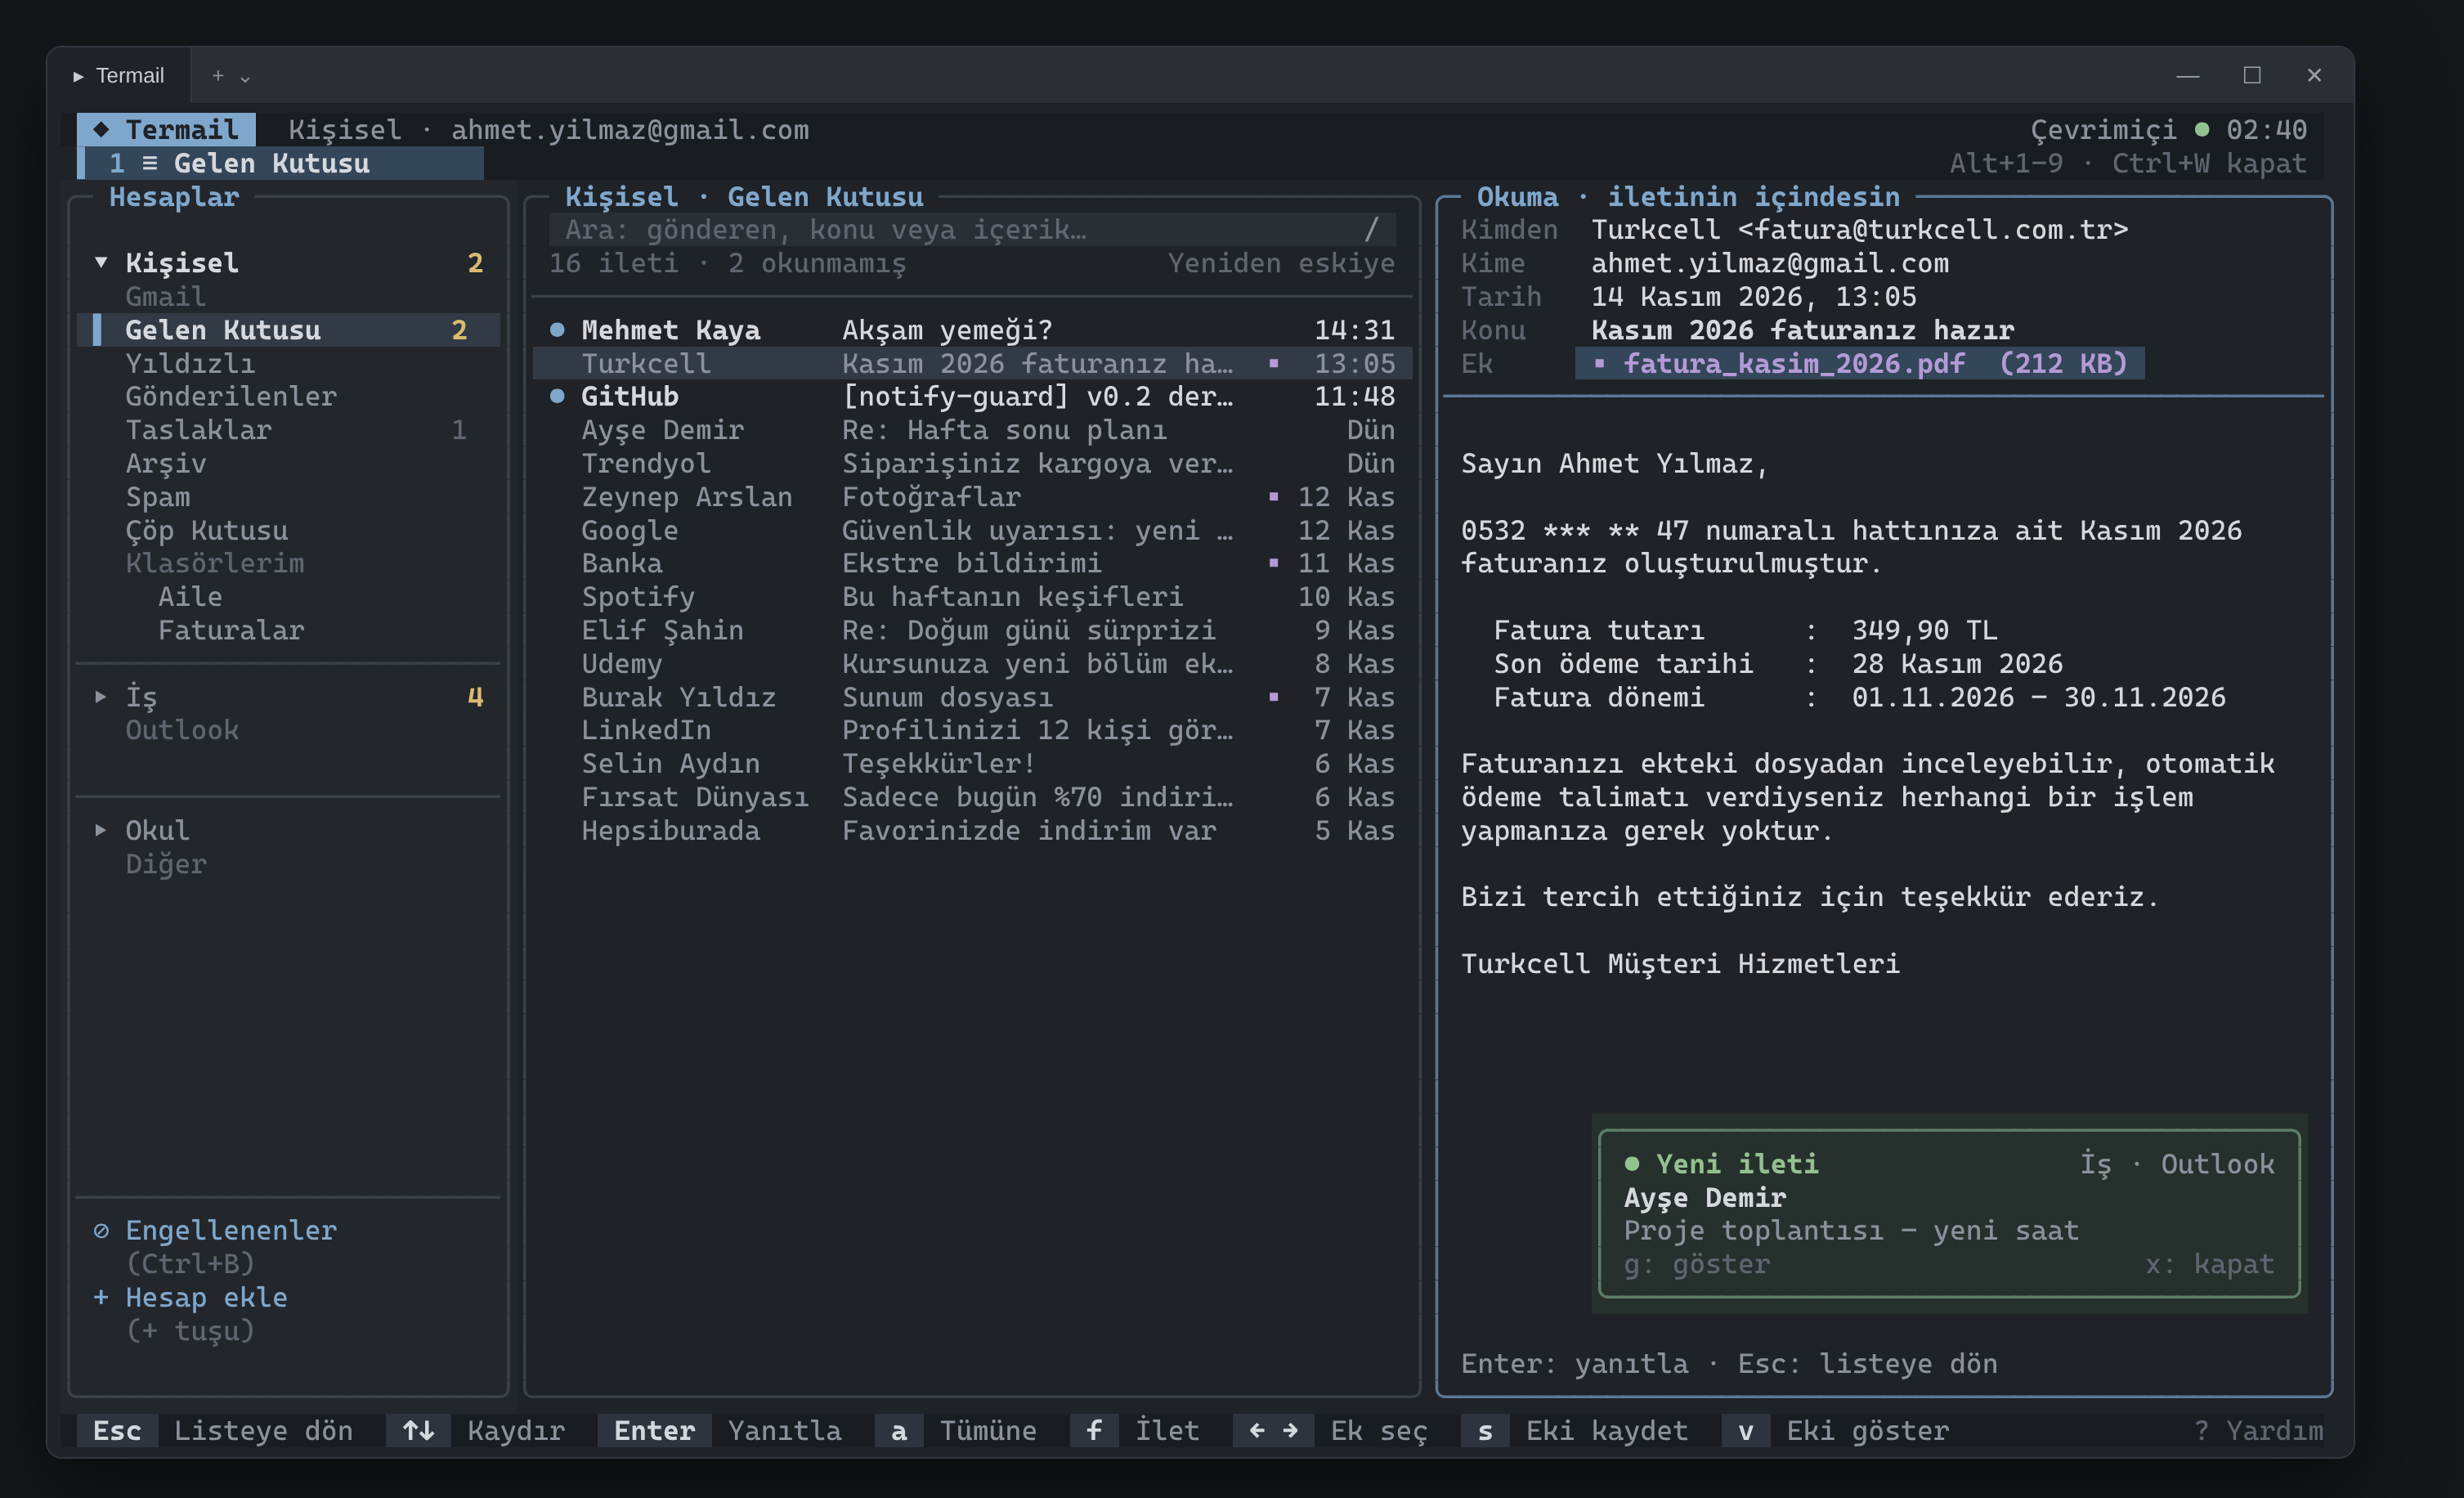 Termail
◆ Termail Kişisel · ahmet.yilmaz@gmail.com Çevrimiçi ● 02:40
1 ≡ Gelen Kutusu Alt+1-9 · Ctrl+W kapat
Hesaplar
▼ Kişisel 2
Gmail
Gelen Kutusu 2
Yıldızlı
Gönderilenler
Taslaklar 1
Arşiv
Spam
Çöp Kutusu
Klasörlerim
Aile
Faturalar
▶ İş 4
Outlook
▶ Okul
Diğer
⊘ Engellenenler
(Ctrl+B)
+ Hesap ekle
(+ tuşu)
Kişisel · Gelen Kutusu
Ara: gönderen, konu veya içerik… /
16 ileti · 2 okunmamış Yeniden eskiye
● Mehmet Kaya Akşam yemeği? 14:31
Turkcell Kasım 2026 faturanız ha… ▪ 13:05
● GitHub [notify-guard] v0.2 der… 11:48
Ayşe Demir Re: Hafta sonu planı Dün
Trendyol Siparişiniz kargoya ver… Dün
Zeynep Arslan Fotoğraflar ▪ 12 Kas
Google Güvenlik uyarısı: yeni … 12 Kas
Banka Ekstre bildirimi ▪ 11 Kas
Spotify Bu haftanın keşifleri 10 Kas
Elif Şahin Re: Doğum günü sürprizi 9 Kas
Udemy Kursunuza yeni bölüm ek… 8 Kas
Burak Yıldız Sunum dosyası ▪ 7 Kas
LinkedIn Profilinizi 12 kişi gör… 7 Kas
Selin Aydın Teşekkürler! 6 Kas
Fırsat Dünyası Sadece bugün %70 indiri… 6 Kas
Hepsiburada Favorinizde indirim var 5 Kas
Okuma · iletinin içindesin
Kimden Turkcell <fatura@turkcell.com.tr>
Kime ahmet.yilmaz@gmail.com
Tarih 14 Kasım 2026, 13:05
Konu Kasım 2026 faturanız hazır
Ek ▪ fatura_kasim_2026.pdf (212 KB)
Sayın Ahmet Yılmaz,
0532 *** ** 47 numaralı hattınıza ait Kasım 2026
faturanız oluşturulmuştur.
Fatura tutarı : 349,90 TL
Son ödeme tarihi : 28 Kasım 2026
Fatura dönemi : 01.11.2026 – 30.11.2026
Faturanızı ekteki dosyadan inceleyebilir, otomatik
ödeme talimatı verdiyseniz herhangi bir işlem
yapmanıza gerek yoktur.
Bizi tercih ettiğiniz için teşekkür ederiz.
Turkcell Müşteri Hizmetleri
● Yeni ileti İş · Outlook
Ayşe Demir
Proje toplantısı – yeni saat
g: göster x: kapat
Enter: yanıtla · Esc: listeye dön
Esc Listeye dön ↑↓ Kaydır Enter Yanıtla a Tümüne f İlet ← → Ek seç s Eki kaydet v Eki göster ? Yardım